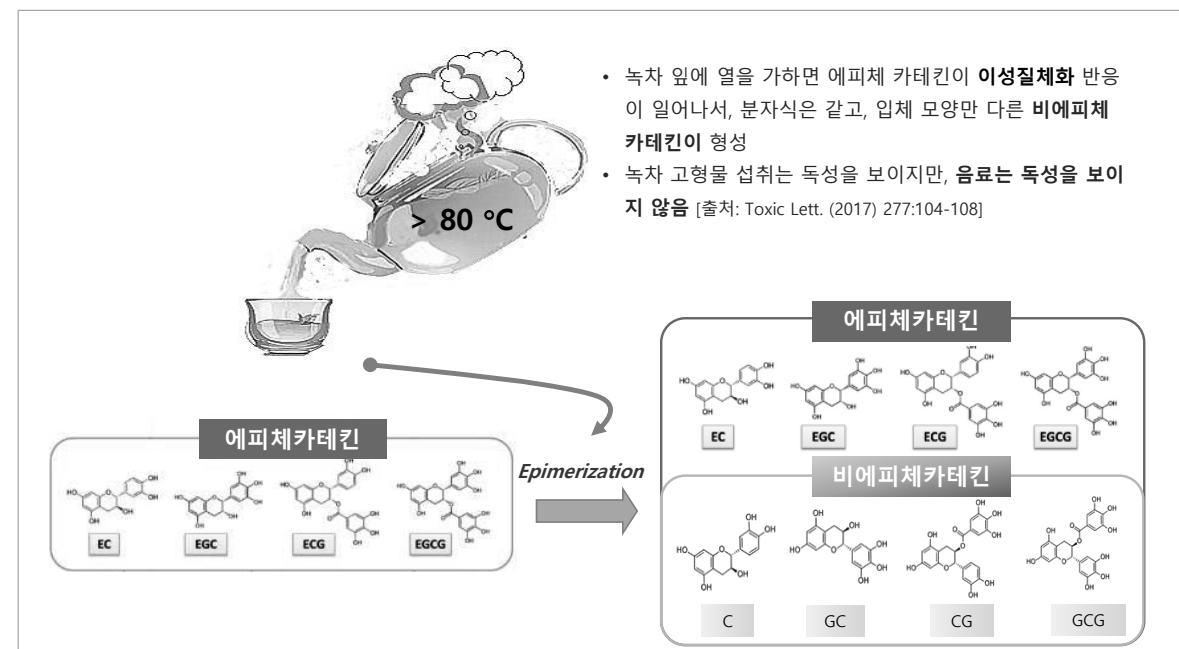 • 녹차 잎에 열을 가하면 에피체 카테킨이 이성질체화 반응
이 일어나서, 분자식은 같고, 입체 모양만 다른 비에피체
카테킨이 형성
• 녹차 고형물 섭취는 독성을 보이지만, 음료는 독성을 보이
지 않음 [출처: Toxic Lett. (2017) 277:104-108]
> 80 ℃
에피체카테킨
EC EGC ECG EGCG
Epimerization
에피체카테킨
EC EGC ECG EGCG
비에피체카테킨
C GC CG GCG